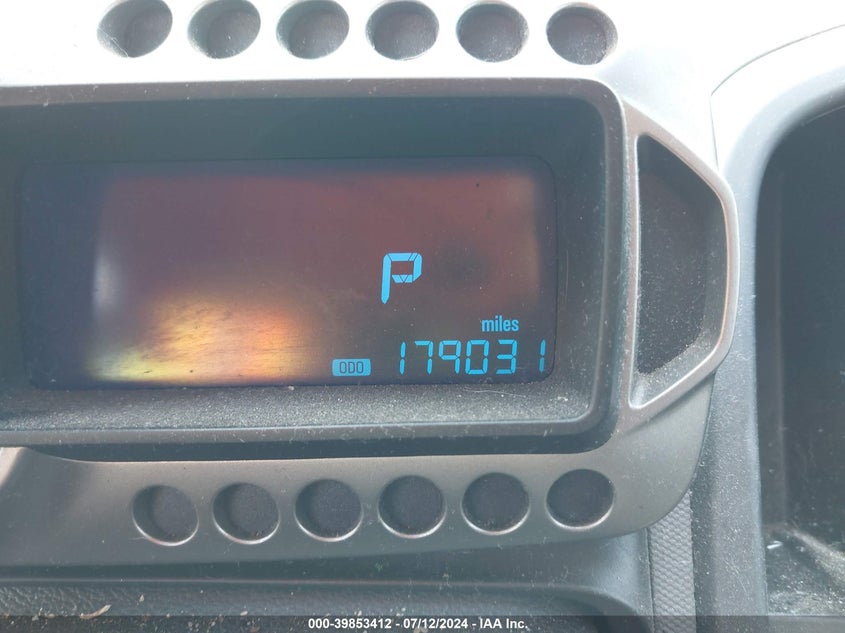 P
miles
ODO 179031
000-39853412 - 07/12/2024 - IAA Inc.